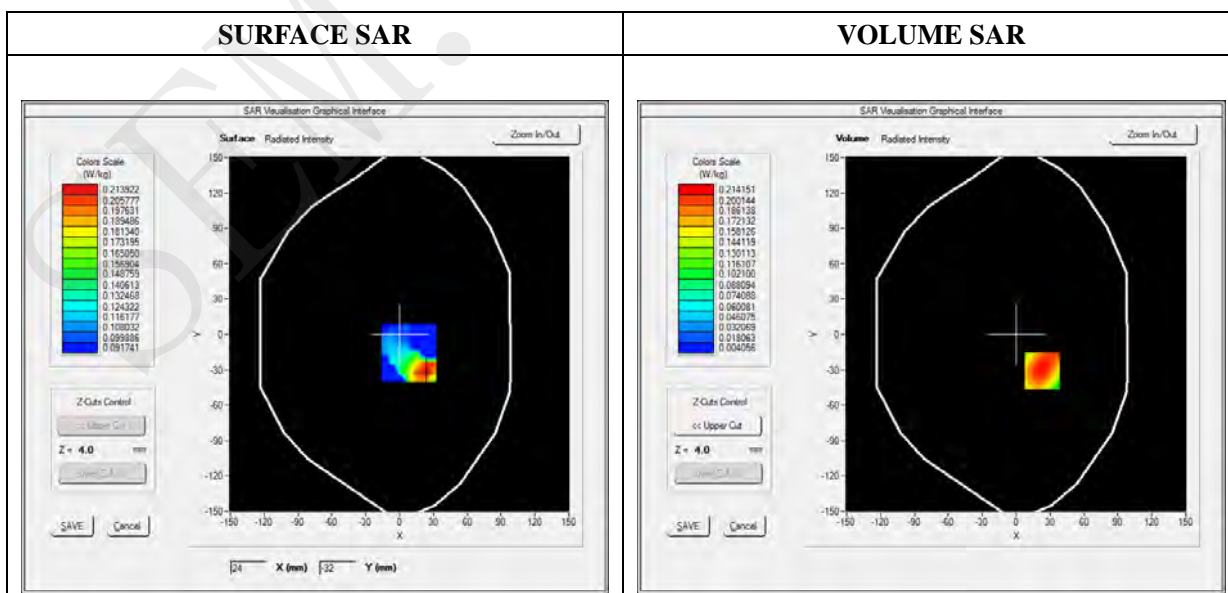 SURFACE SAR
VOLUME SAR
SAR Visualisation Graphical Interface
Surface Radiated Intensity
Zoom In/Out
Colors Scale
(W/kg)
0.213922
0.205777
0.197631
0.189486
0.181340
0.173195
0.165050
0.156904
0.148759
0.140613
0.132468
0.124322
0.116177
0.108032
0.099886
0.091741
Z-Cuts Control
<< Upper Cut
Z = 4.0 mm
SAVE
Cancel
150
120
90
60
30
0
-30
-60
-90
-120
-150
Y
-150 -120 -90 -60 -30 0 30 60 90 120 150
X
24 X (mm) -32 Y (mm)
SAR Visualisation Graphical Interface
Volume Radiated Intensity
Zoom In/Out
Colors Scale
(W/kg)
0.214151
0.200144
0.186138
0.172132
0.158126
0.144119
0.130113
0.116107
0.102100
0.088094
0.074088
0.060081
0.046075
0.032069
0.018063
0.004056
Z-Cuts Control
<< Upper Cut
Z = 4.0 mm
SAVE
Cancel
150
120
90
60
30
0
-30
-60
-90
-120
-150
Y
-150 -120 -90 -60 -30 0 30 60 90 120 150
X
SEM.